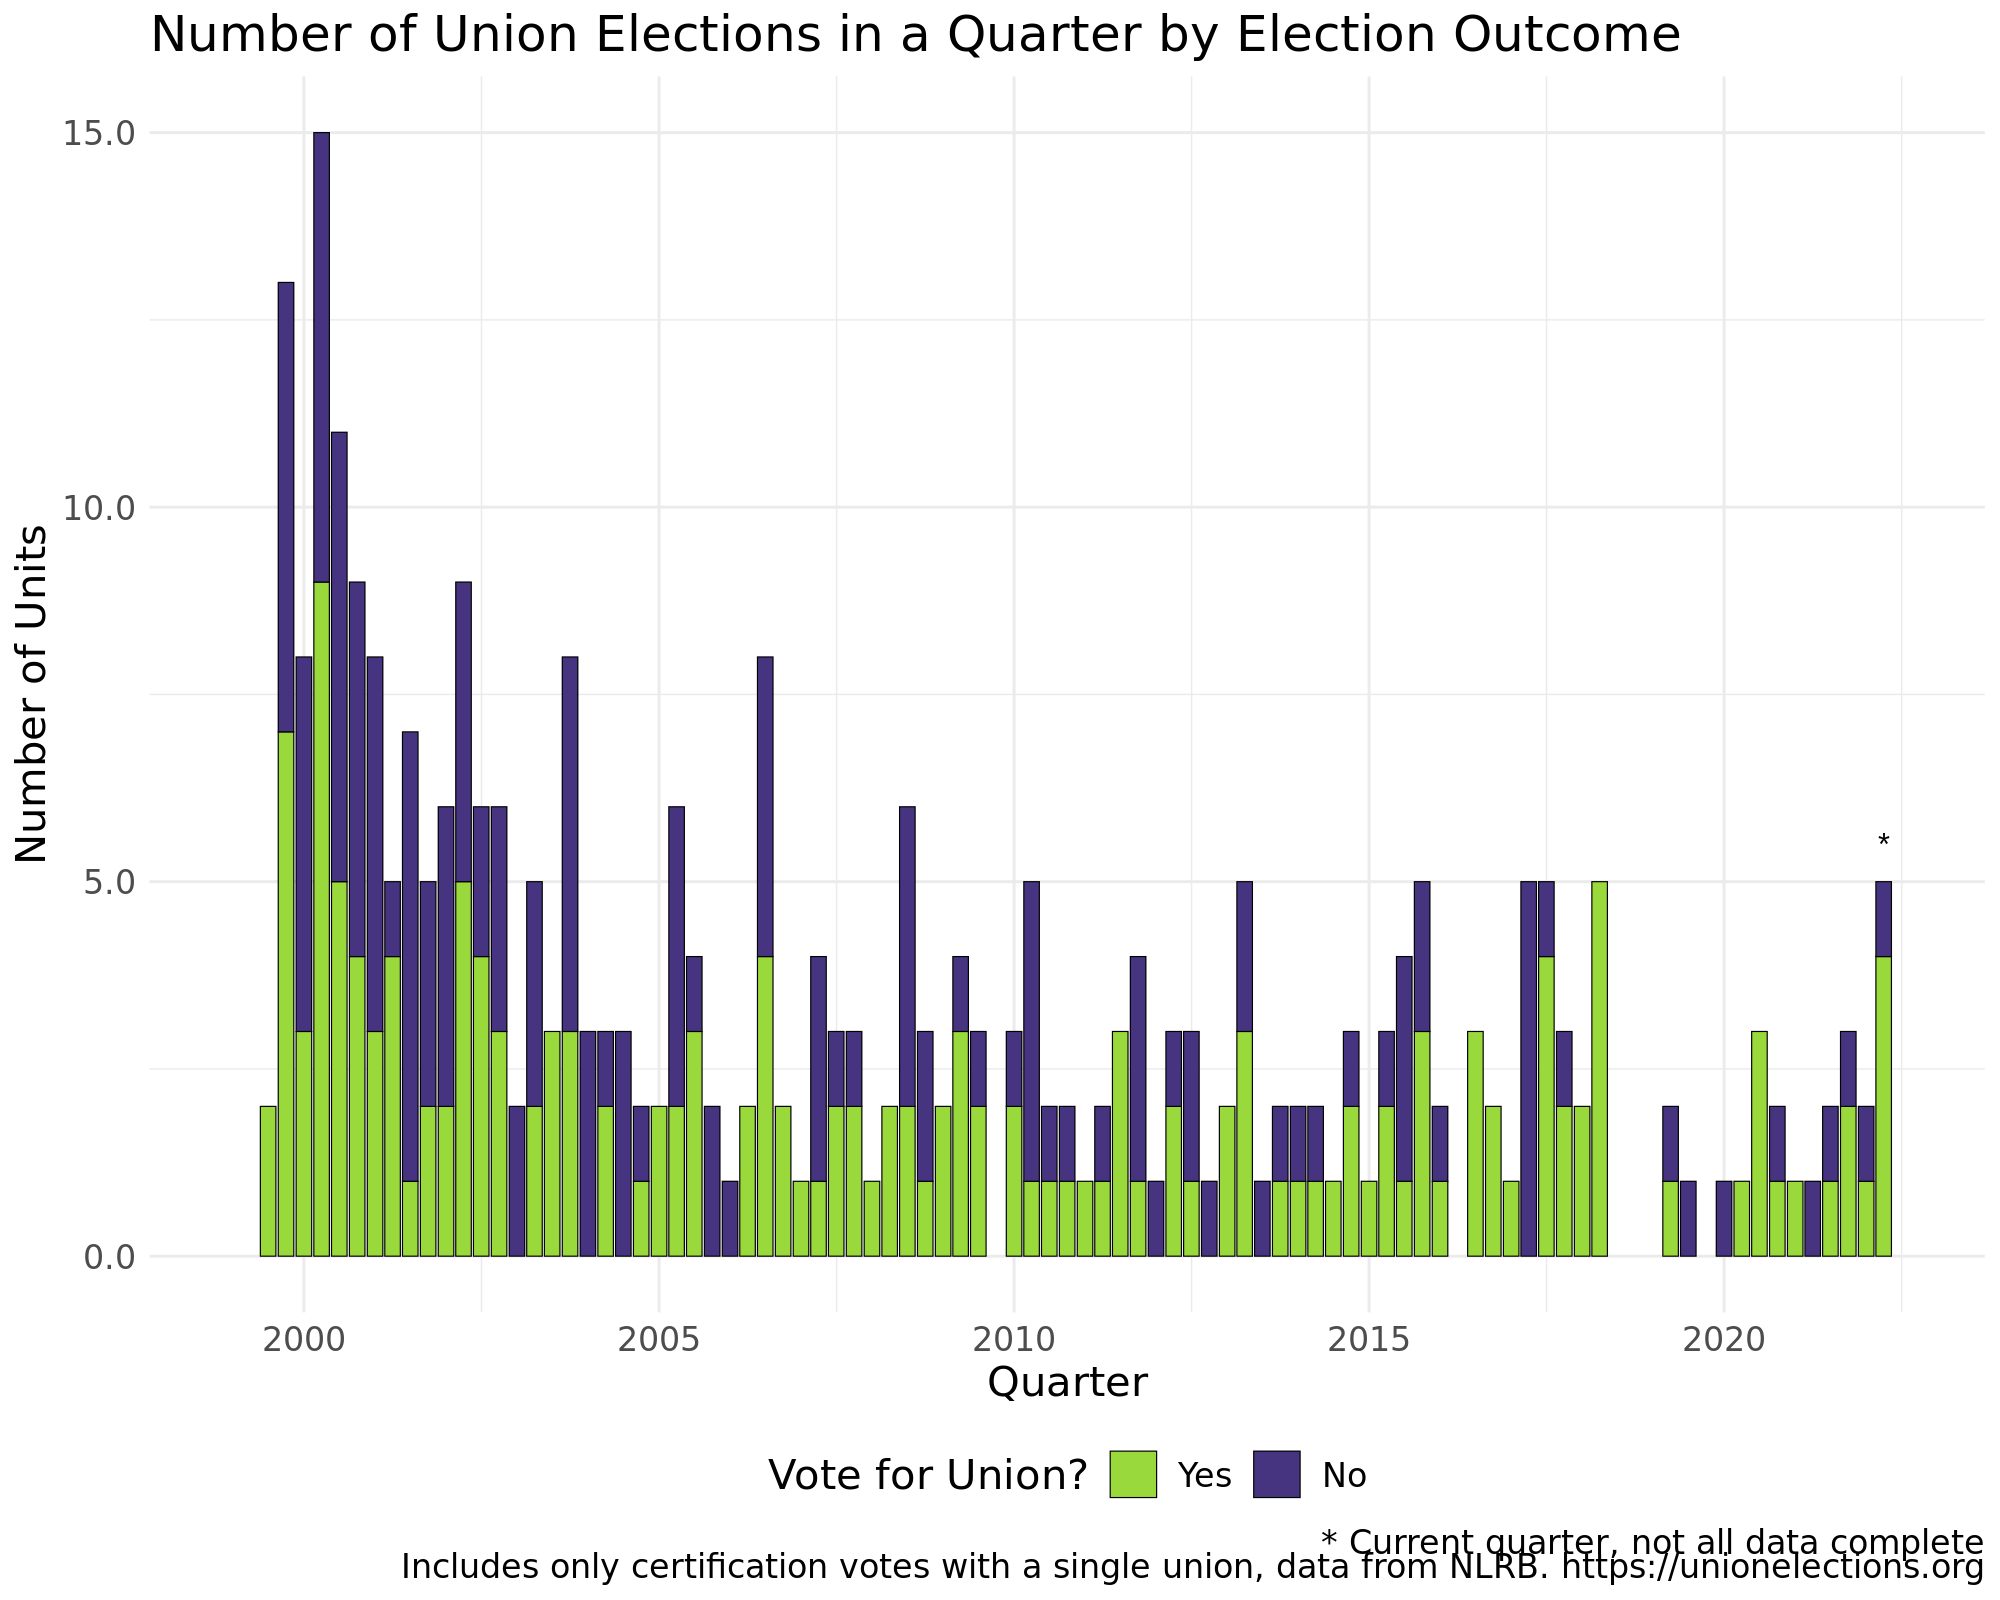 Number of Union Elections in a Quarter by Election Outcome
Number of Units
15.0
10.0
5.0
0.0
*
2000 2005 2010 2015 2020
Quarter
Vote for Union? Yes No
* Current quarter, not all data complete
Includes only certification votes with a single union, data from NLRB. https://unionelections.org